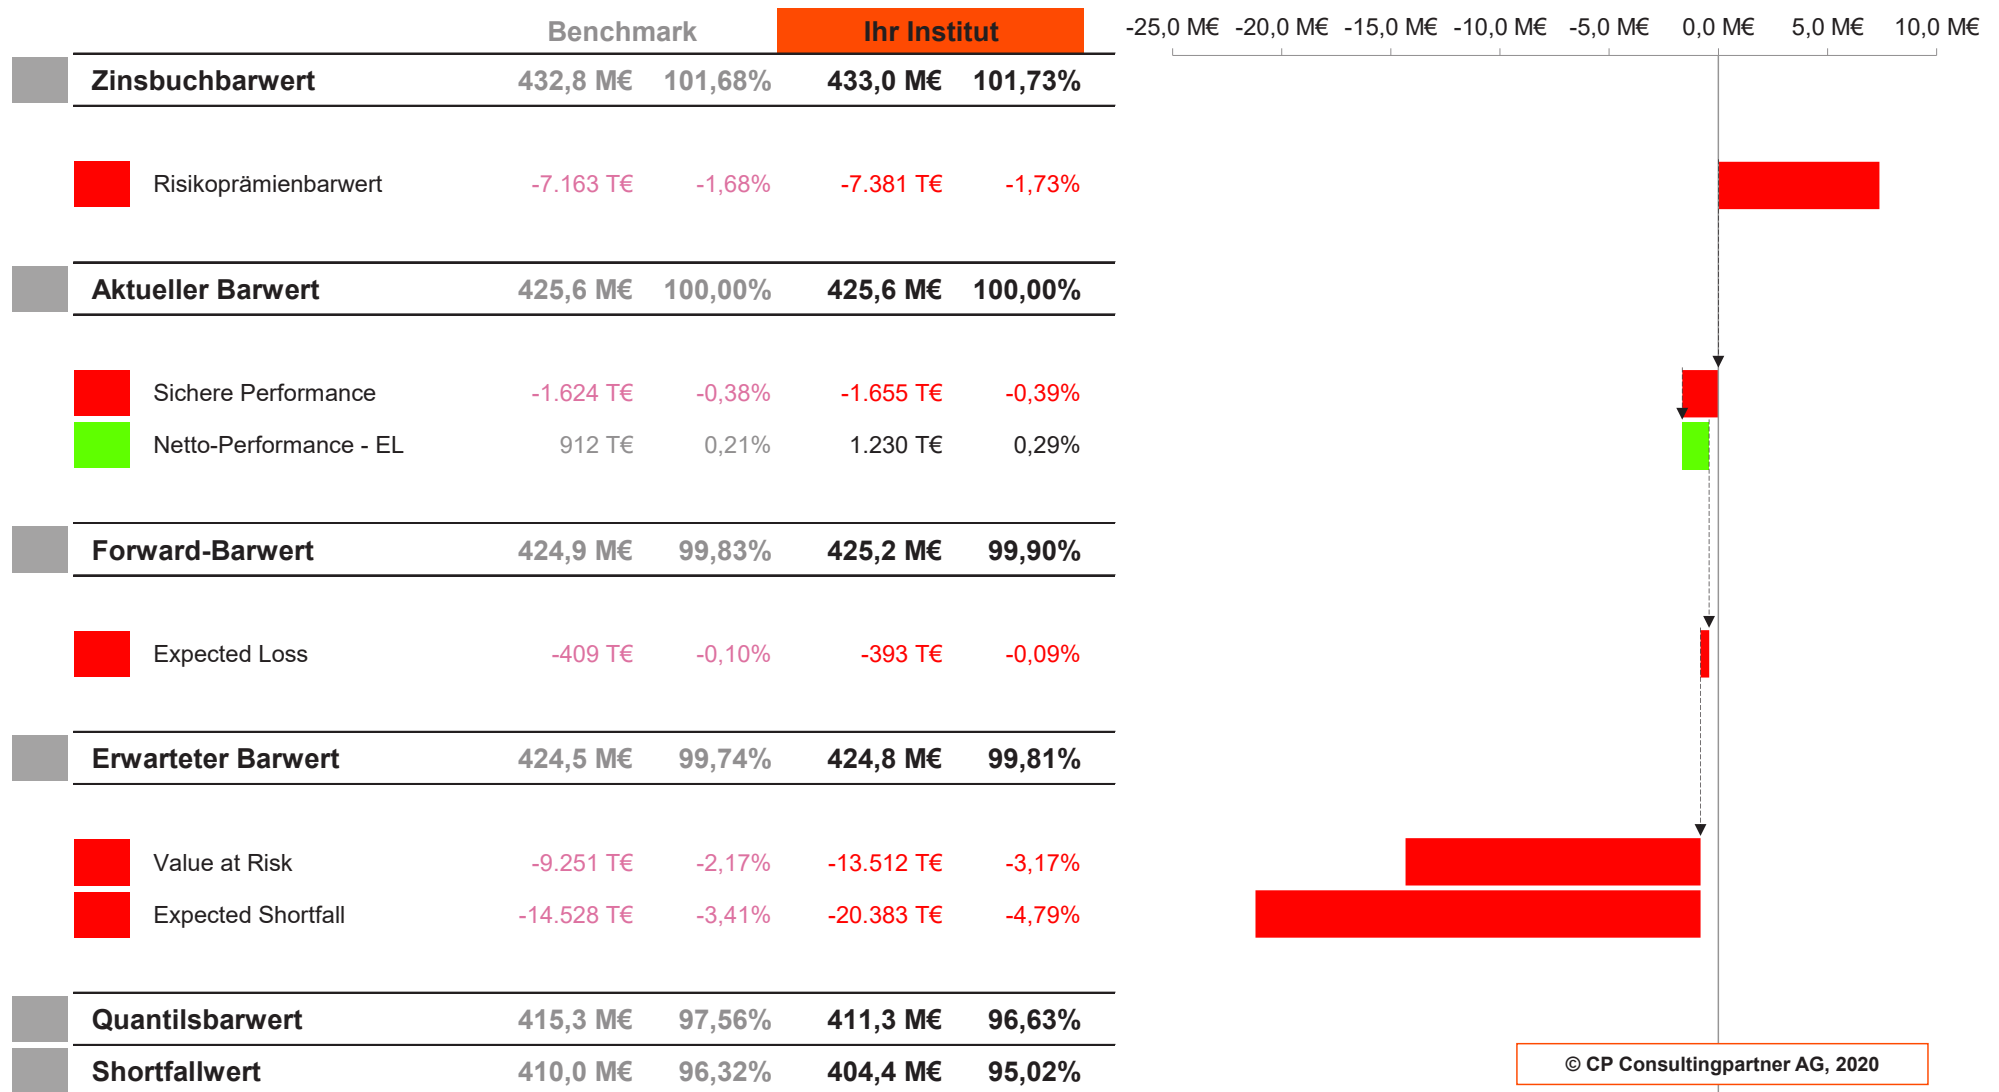 Benchmark Ihr Institut -25,0 M€ -20,0 M€ -15,0 M€ -10,0 M€ -5,0 M€ 0,0 M€ 5,0 M€ 10,0 M€
Zinsbuchbarwert 432,8 M€ 101,68% 433,0 M€ 101,73%
Risikoprämienbarwert -7.163 T€ -1,68% -7.381 T€ -1,73%
Aktueller Barwert 425,6 M€ 100,00% 425,6 M€ 100,00%
Sichere Performance -1.624 T€ -0,38% -1.655 T€ -0,39%
Netto-Performance - EL 912 T€ 0,21% 1.230 T€ 0,29%
Forward-Barwert 424,9 M€ 99,83% 425,2 M€ 99,90%
Expected Loss -409 T€ -0,10% -393 T€ -0,09%
Erwarteter Barwert 424,5 M€ 99,74% 424,8 M€ 99,81%
Value at Risk -9.251 T€ -2,17% -13.512 T€ -3,17%
Expected Shortfall -14.528 T€ -3,41% -20.383 T€ -4,79%
Quantilsbarwert 415,3 M€ 97,56% 411,3 M€ 96,63%
Shortfallwert 410,0 M€ 96,32% 404,4 M€ 95,02%
© CP Consultingpartner AG, 2020